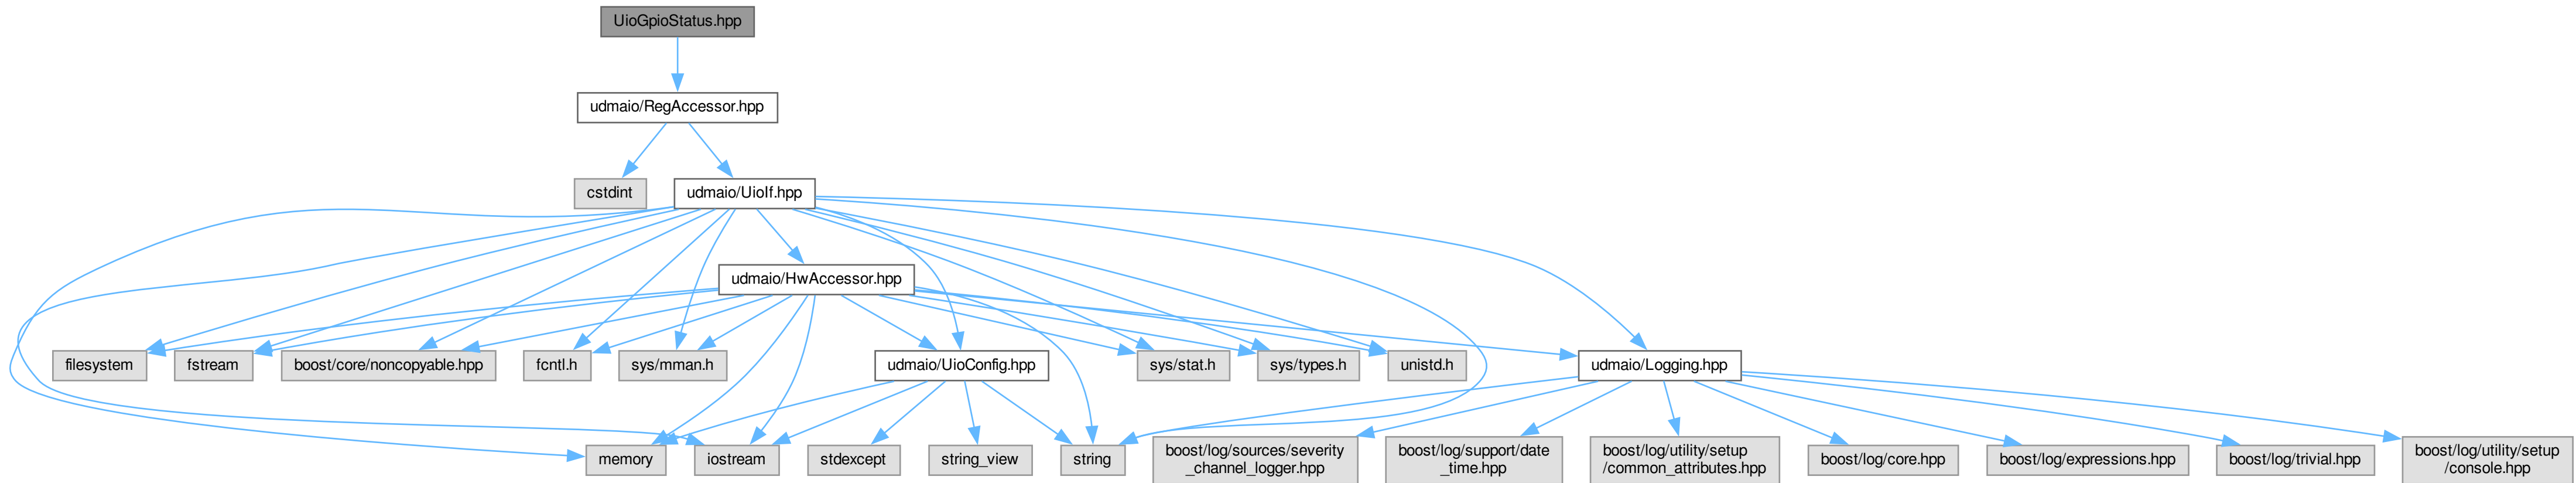 UioGpioStatus.hpp
udmaio/RegAccessor.hpp
cstdint
udmaio/UioIf.hpp
udmaio/HwAccessor.hpp
filesystem
fstream
boost/core/noncopyable.hpp
fcntl.h
sys/mman.h
udmaio/UioConfig.hpp
sys/stat.h
sys/types.h
unistd.h
udmaio/Logging.hpp
memory
iostream
stdexcept
string_view
string
boost/log/sources/severity
_channel_logger.hpp
boost/log/support/date
_time.hpp
boost/log/utility/setup
/common_attributes.hpp
boost/log/core.hpp
boost/log/expressions.hpp
boost/log/trivial.hpp
boost/log/utility/setup
/console.hpp